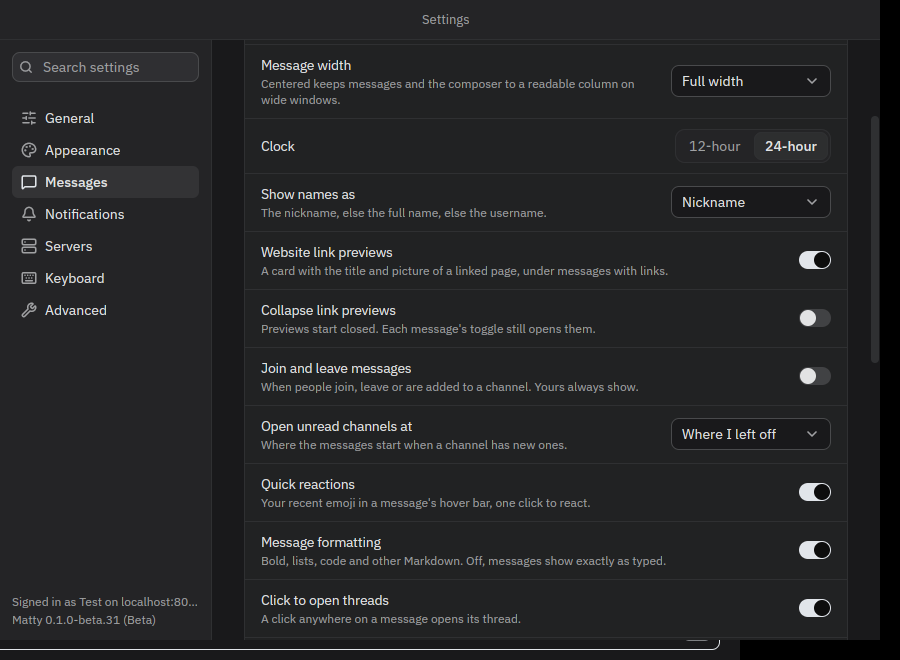 Settings
Search settings
General
Appearance
Messages
Notifications
Servers
Keyboard
Advanced
Signed in as Test on localhost:80...
Matty 0.1.0-beta.31 (Beta)
Message width
Centered keeps messages and the composer to a readable column on
wide windows.
Full width
Clock
12-hour
24-hour
Show names as
The nickname, else the full name, else the username.
Nickname
Website link previews
A card with the title and picture of a linked page, under messages with links.
Collapse link previews
Previews start closed. Each message's toggle still opens them.
Join and leave messages
When people join, leave or are added to a channel. Yours always show.
Open unread channels at
Where the messages start when a channel has new ones.
Where I left off
Quick reactions
Your recent emoji in a message's hover bar, one click to react.
Message formatting
Bold, lists, code and other Markdown. Off, messages show exactly as typed.
Click to open threads
A click anywhere on a message opens its thread.